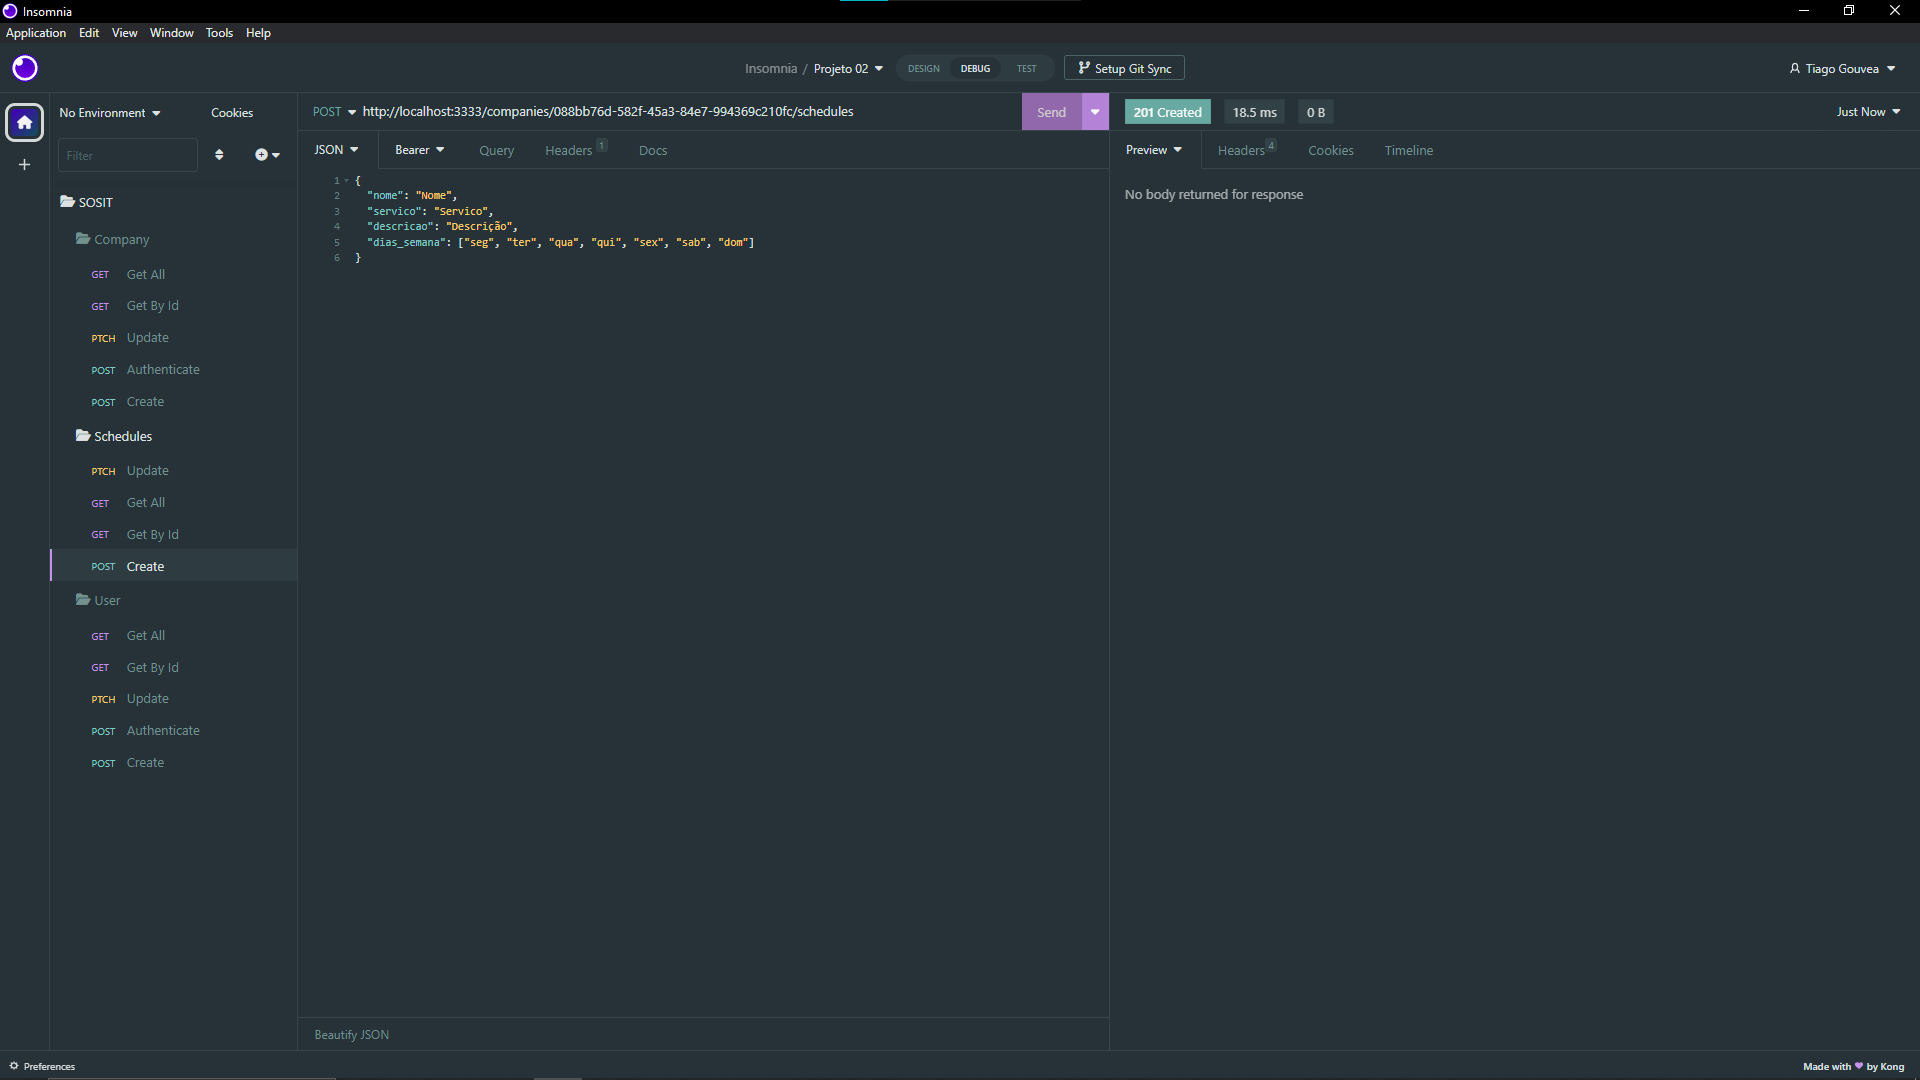 Insomnia
Application Edit View Window Tools Help
Insomnia / Projeto 02 DESIGN DEBUG TEST Setup Git Sync Tiago Gouvea
No Environment Cookies
Filter
SOSIT
Company
GET Get All
GET Get By Id
PTCH Update
POST Authenticate
POST Create
Schedules
PTCH Update
GET Get All
GET Get By Id
POST Create
User
GET Get All
GET Get By Id
PTCH Update
POST Authenticate
POST Create
POST http://localhost:3333/companies/088bb76d-582f-45a3-84e7-994369c210fc/schedules Send
JSON Bearer Query Headers 1 Docs
1 {
2 "nome": "Nome",
3 "servico": "Servico",
4 "descricao": "Descrição",
5 "dias_semana": ["seg", "ter", "qua", "qui", "sex", "sab", "dom"]
6 }
Beautify JSON
201 Created 18.5 ms 0 B Just Now
Preview Headers 4 Cookies Timeline
No body returned for response
Preferences
Made with ♥ by Kong